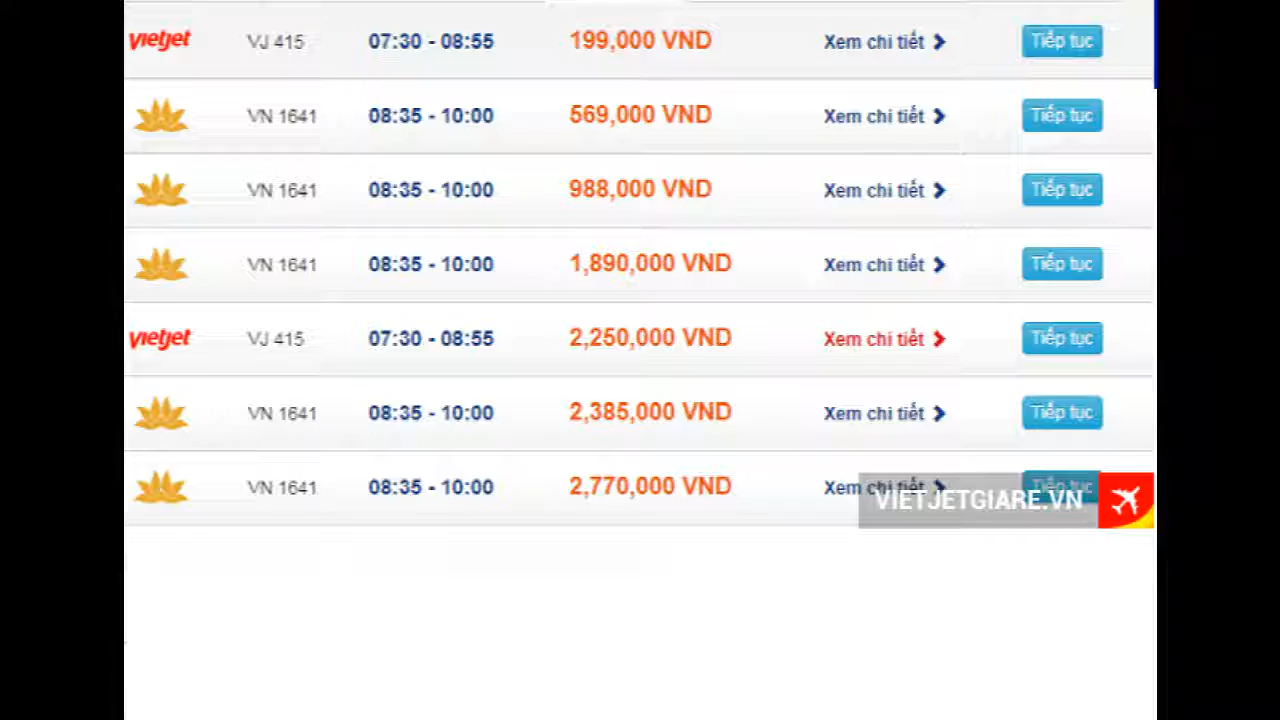 vietjet VJ 415 07:30 - 08:55 199,000 VND Xem chi tiết Tiếp tục
VN 1641 08:35 - 10:00 569,000 VND Xem chi tiết Tiếp tục
VN 1641 08:35 - 10:00 988,000 VND Xem chi tiết Tiếp tục
VN 1641 08:35 - 10:00 1,890,000 VND Xem chi tiết Tiếp tục
vietjet VJ 415 07:30 - 08:55 2,250,000 VND Xem chi tiết Tiếp tục
VN 1641 08:35 - 10:00 2,385,000 VND Xem chi tiết Tiếp tục
VN 1641 08:35 - 10:00 2,770,000 VND Xem chi tiết Tiếp tục
VIETJETGIARE.VN